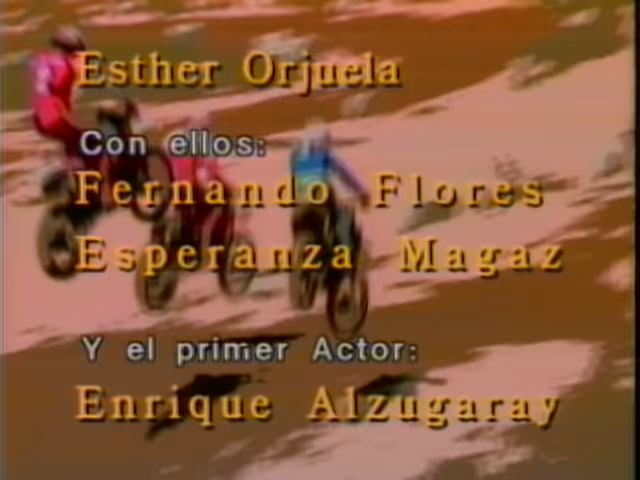 Esther Orjuela
Con ellos:
Fernando Flores
Esperanza Magaz
Y el primer Actor:
Enrique Alzugaray